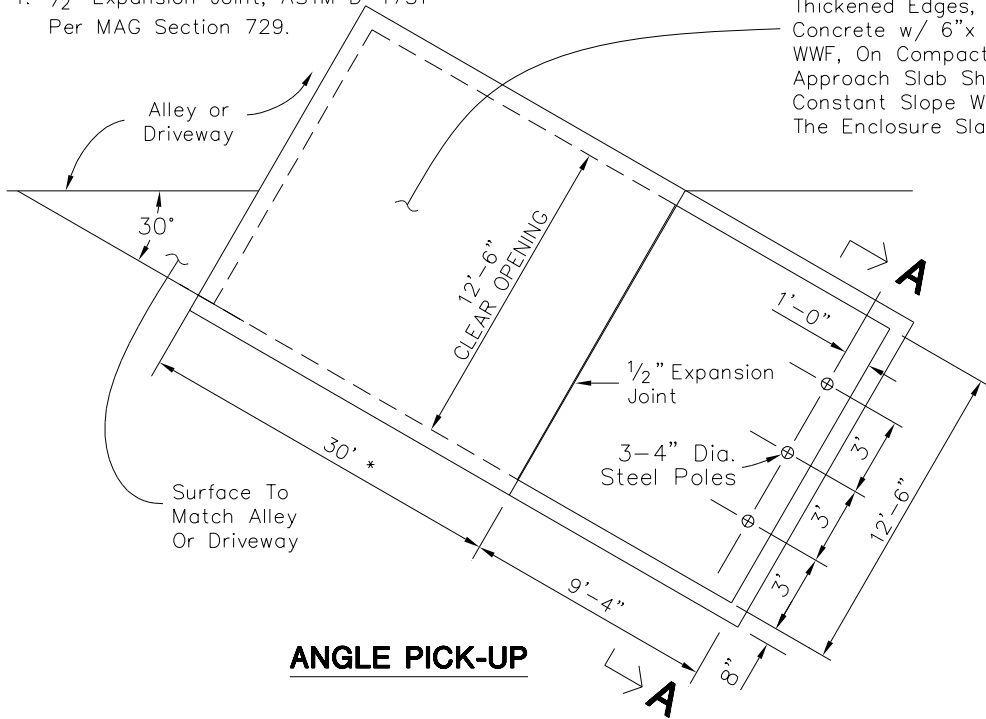 Per MAG Section 729.
Thickened Edges,
Concrete w/ 6"x
WWF, On Compact
Approach Slab Sh
Constant Slope W
The Enclosure Sla
Alley or
Driveway
30°
12'-6"
CLEAR OPENING
A
1'-0"
1/2" Expansion
Joint
3-4" Dia.
Steel Poles
3'
3'
3'
12'-6"
30' *
Surface To
Match Alley
Or Driveway
9'-4"
8"
ANGLE PICK-UP
A